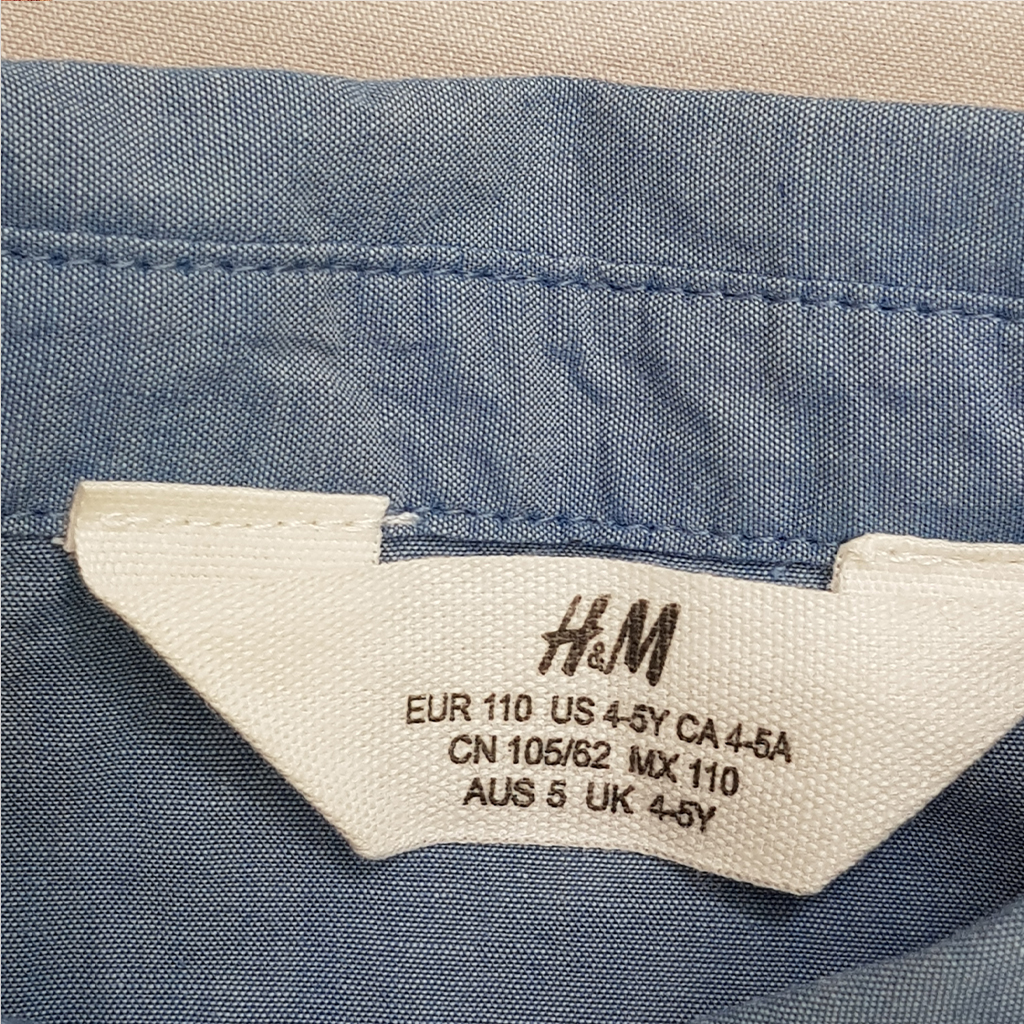 H&M
EUR 110 US 4-5Y CA 4-5A
CN 105/62 MX 110
AUS 5 UK 4-5Y